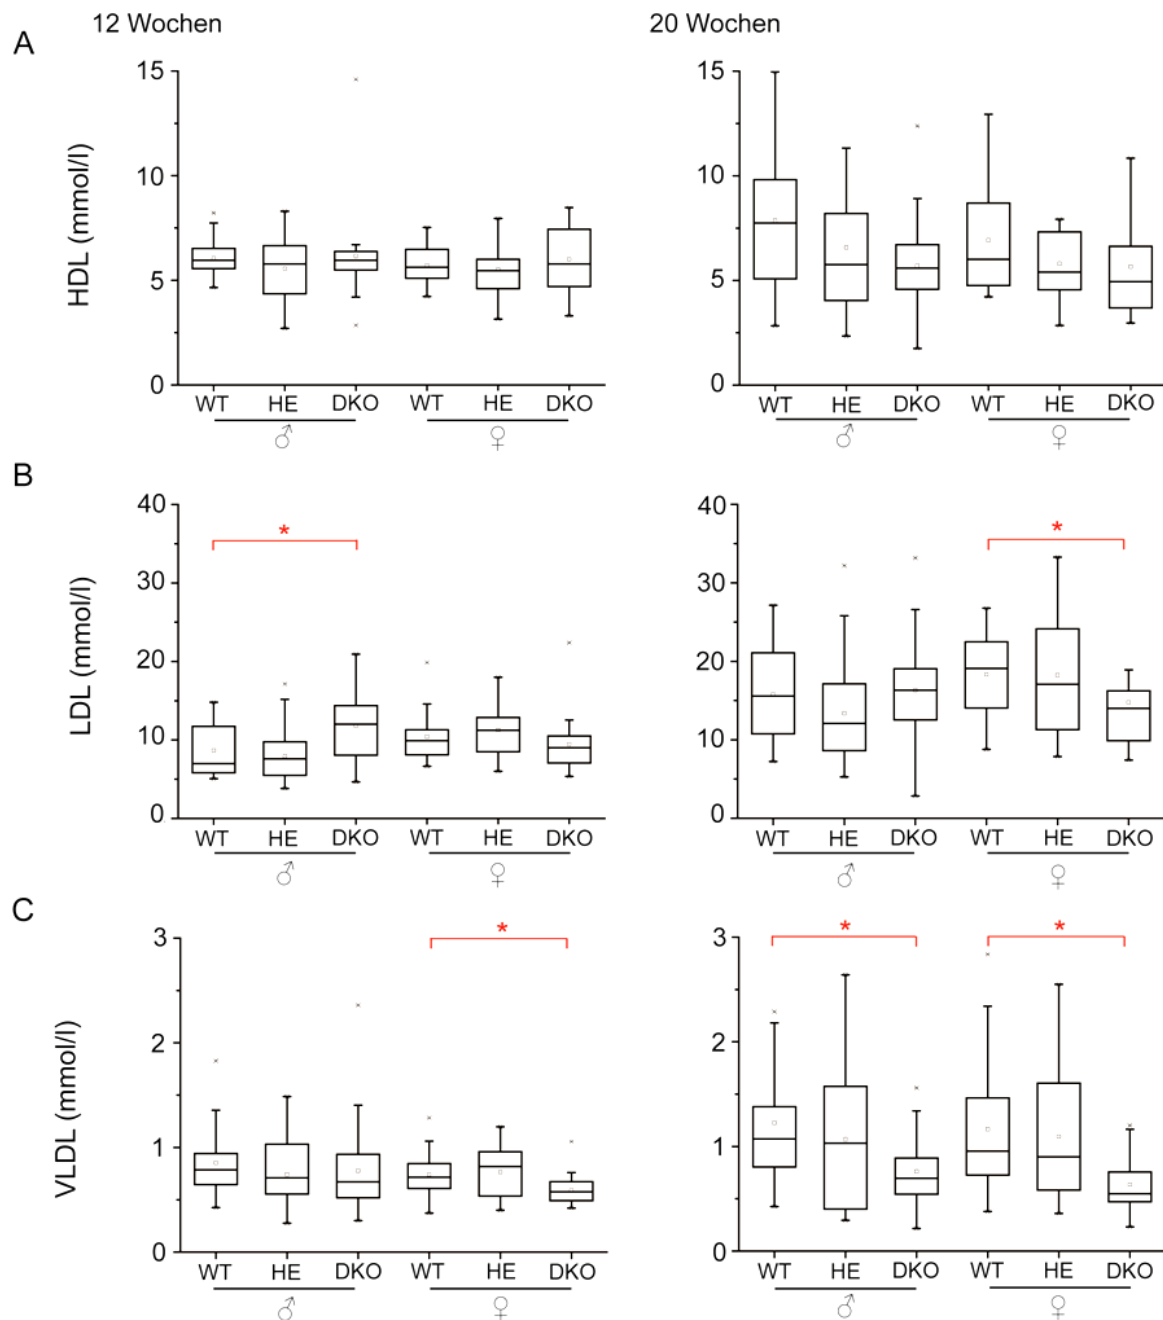 12 Wochen 20 Wochen
A
15 15
10 10
5 5
0 0
HDL (mmol/l)
WT HE DKO WT HE DKO WT HE DKO WT HE DKO
♂ ♀ ♂ ♀
B
40 40
* *
30 30
20 20
10 10
0 0
LDL (mmol/l)
WT HE DKO WT HE DKO WT HE DKO WT HE DKO
♂ ♀ ♂ ♀
C
* * *
3 3
2 2
1 1
0 0
VLDL (mmol/l)
WT HE DKO WT HE DKO WT HE DKO WT HE DKO
♂ ♀ ♂ ♀